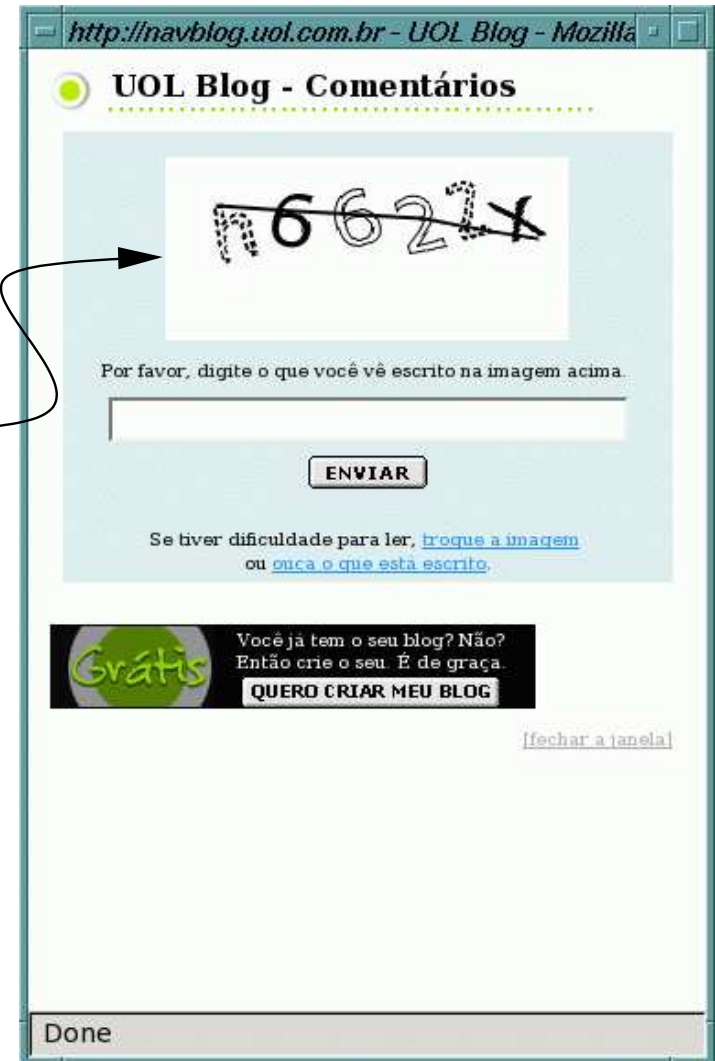 http://navblog.uol.com.br - UOL Blog - Mozilla
UOL Blog - Comentários
Por favor, digite o que você vê escrito na imagem acima.
ENVIAR
Se tiver dificuldade para ler, troque a imagem
ou ouça o que está escrito.
Grátis
Você já tem o seu blog? Não?
Então crie o seu. É de graça.
QUERO CRIAR MEU BLOG
[fechar a janela]
Done